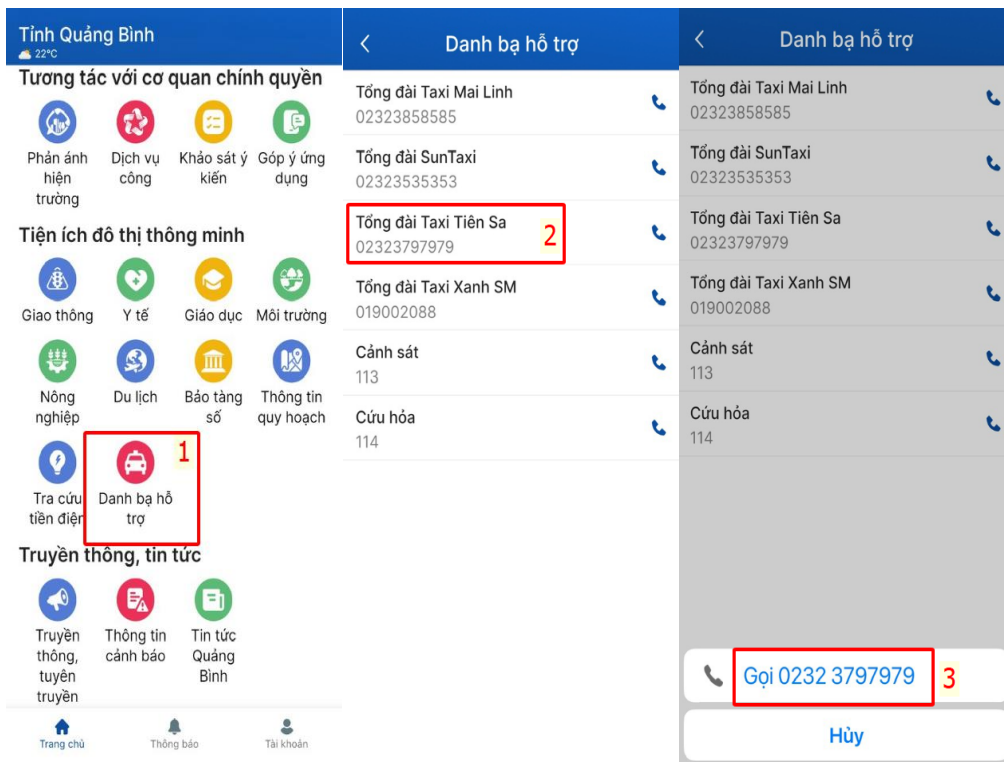 Tỉnh Quảng Bình
22°C
Tương tác với cơ quan chính quyền
Phản ánh hiện trường
Dịch vụ công
Khảo sát ý kiến
Góp ý ứng dụng
Tiện ích đô thị thông minh
Giao thông
Y tế
Giáo dục
Môi trường
Nông nghiệp
Du lịch
Bảo tàng số
Thông tin quy hoạch
Tra cứu tiền điện
Danh bạ hỗ trợ
1
Truyền thông, tin tức
Truyền thông, tuyên truyền
Thông tin cảnh báo
Tin tức Quảng Bình
Trang chủ
Thông báo
Tài khoản
Danh bạ hỗ trợ
Tổng đài Taxi Mai Linh
02323858585
Tổng đài SunTaxi
02323535353
Tổng đài Taxi Tiên Sa
02323797979
2
Tổng đài Taxi Xanh SM
019002088
Cảnh sát
113
Cứu hỏa
114
Danh bạ hỗ trợ
Tổng đài Taxi Mai Linh
02323858585
Tổng đài SunTaxi
02323535353
Tổng đài Taxi Tiên Sa
02323797979
Tổng đài Taxi Xanh SM
019002088
Cảnh sát
113
Cứu hỏa
114
Gọi 0232 3797979
3
Hủy